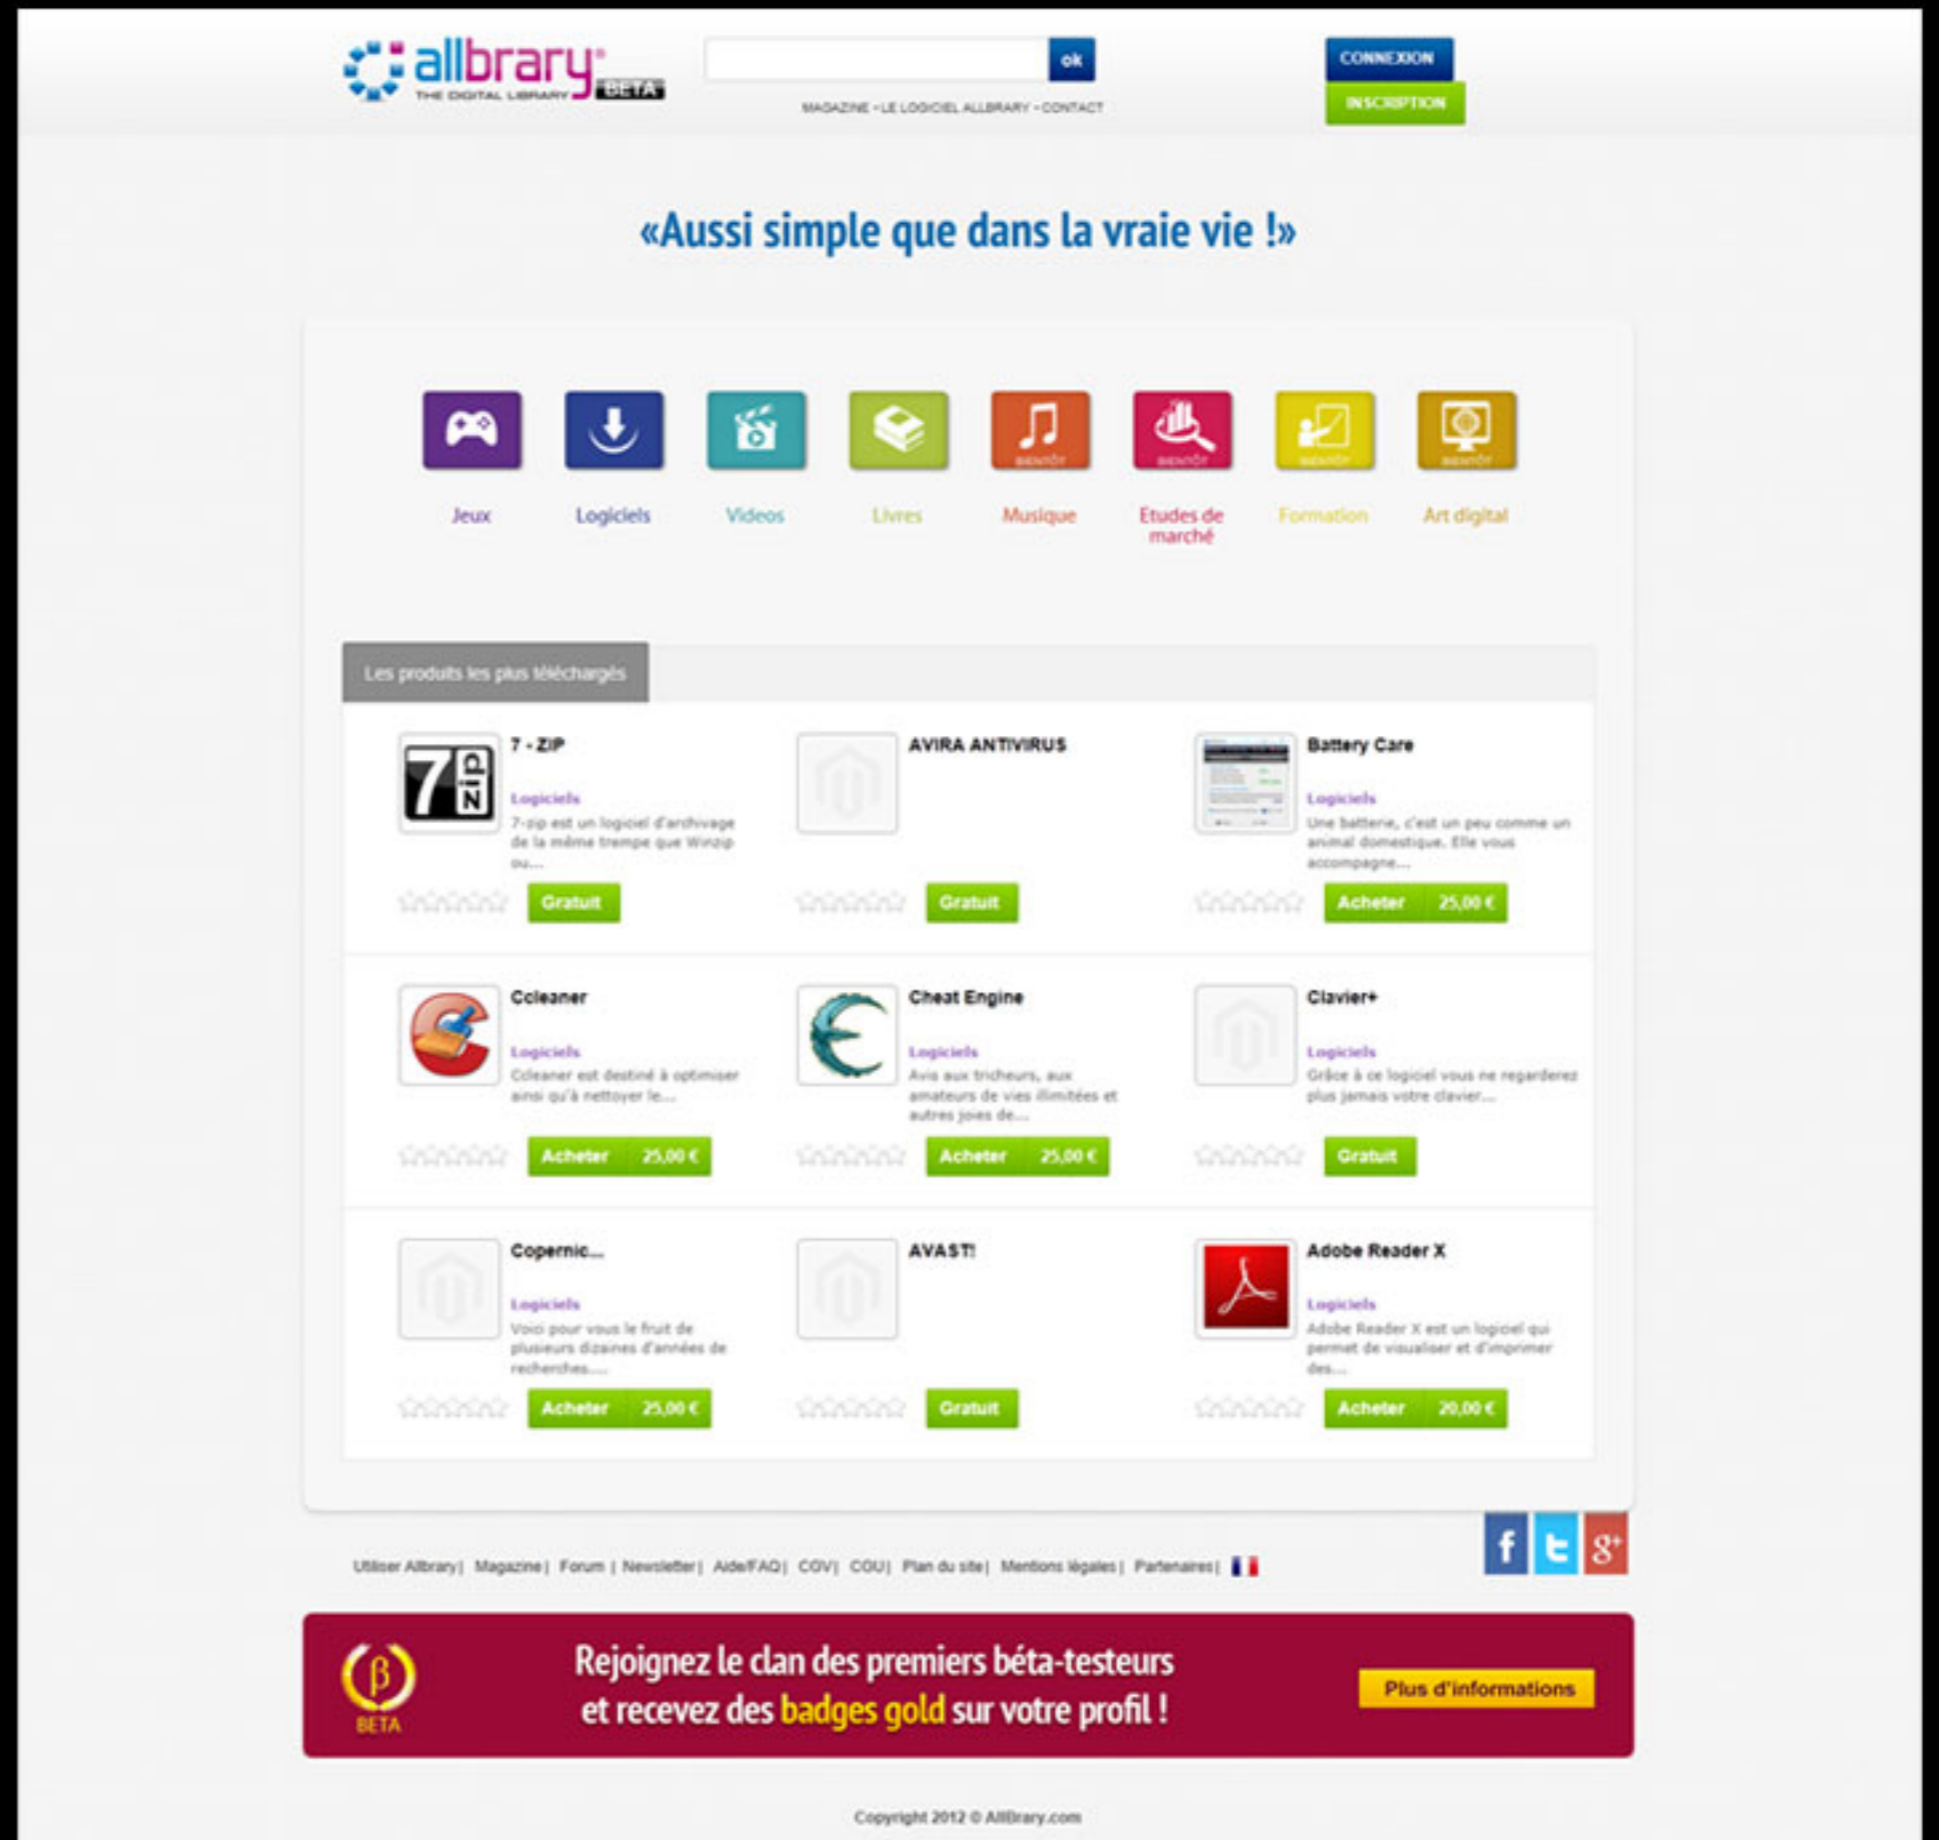 allbrary
THE DIGITAL LIBRARY BETA
ok
MAGAZINE - LE LOGICIEL ALLBRARY - CONTACT
CONNEXION
INSCRIPTION
«Aussi simple que dans la vraie vie !»
BIENTÔT BIENTÔT BIENTÔT BIENTÔT
Jeux Logiciels Videos Livres Musique Etudes de Formation Art digital
marché
Les produits les plus téléchargés
7 - ZIP
Logiciels
7-zip est un logiciel d'archivage
de la même trempe que Winzip
ou...
Gratuit
AVIRA ANTIVIRUS
Gratuit
Battery Care
Logiciels
Une batterie, c'est un peu comme un
animal domestique. Elle vous
accompagne...
Acheter 25,00 €
Ccleaner
Logiciels
Ccleaner est destiné à optimiser
ainsi qu'à nettoyer le...
Acheter 25,00 €
Cheat Engine
Logiciels
Avis aux tricheurs, aux
amateurs de vies illimitées et
autres joies de...
Acheter 25,00 €
Clavier+
Logiciels
Grâce à ce logiciel vous ne regarderez
plus jamais votre clavier...
Gratuit
Copernic...
Logiciels
Voici pour vous le fruit de
plusieurs dizaines d'années de
recherches....
Acheter 25,00 €
AVAST!
Gratuit
Adobe Reader X
Logiciels
Adobe Reader X est un logiciel qui
permet de visualiser et d'imprimer
des...
Acheter 20,00 €
Utiliser Allbrary| Magazine| Forum | Newsletter| Aide/FAQ| CGV| CGU| Plan du site| Mentions légales| Partenaires|
Rejoignez le clan des premiers béta-testeurs
et recevez des badges gold sur votre profil !
β
BETA
Plus d'informations
Copyright 2012 © AllBrary.com